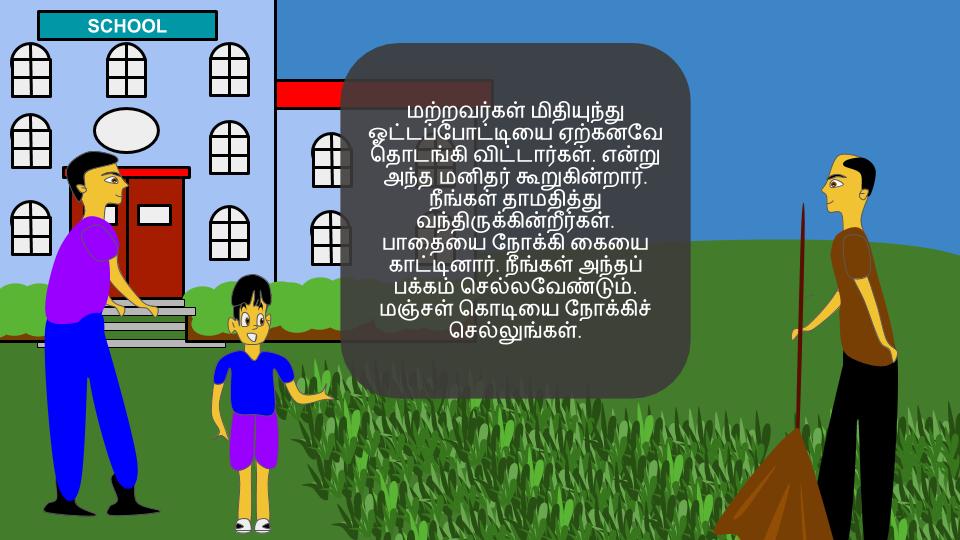 SCHOOL
மற்றவர்கள் மிதியுந்து
ஓட்டப்போட்டியை ஏற்கனவே
தொடங்கி விட்டார்கள். என்று
அந்த மனிதர் கூறுகின்றார்.
நீங்கள் தாமதித்து
வந்திருக்கின்றீர்கள்.
பாதையை நோக்கி கையை
காட்டினார். நீங்கள் அந்தப்
பக்கம் செல்லவேண்டும்.
மஞ்சள் கொடியை நோக்கிச்
செல்லுங்கள்.